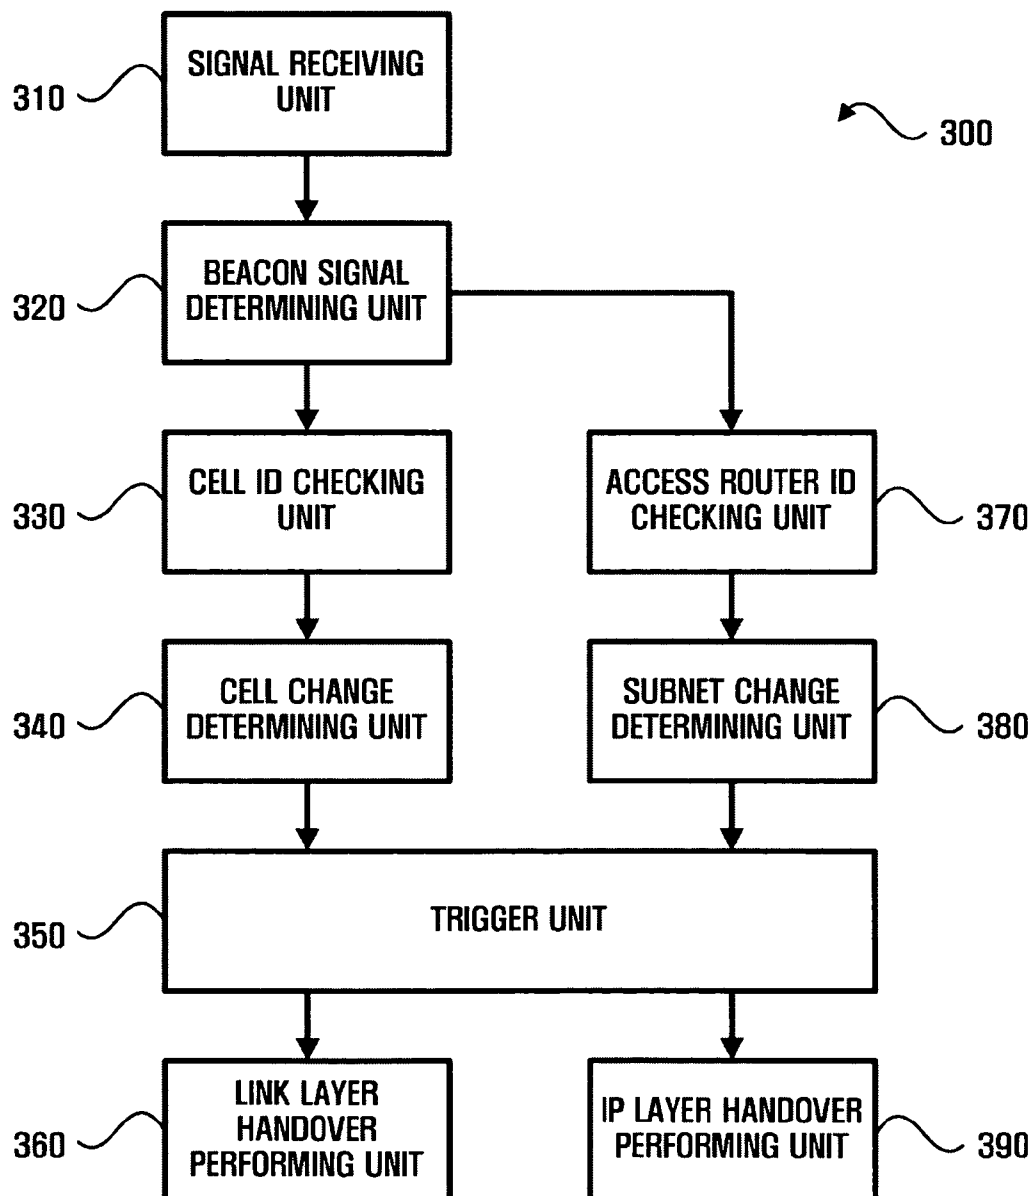 SIGNAL RECEIVING
UNIT
310
300
BEACON SIGNAL
DETERMINING UNIT
320
CELL ID CHECKING
UNIT
330
ACCESS ROUTER ID
CHECKING UNIT
370
CELL CHANGE
DETERMINING UNIT
340
SUBNET CHANGE
DETERMINING UNIT
380
TRIGGER UNIT
350
LINK LAYER
HANDOVER
PERFORMING UNIT
360
IP LAYER HANDOVER
PERFORMING UNIT
390